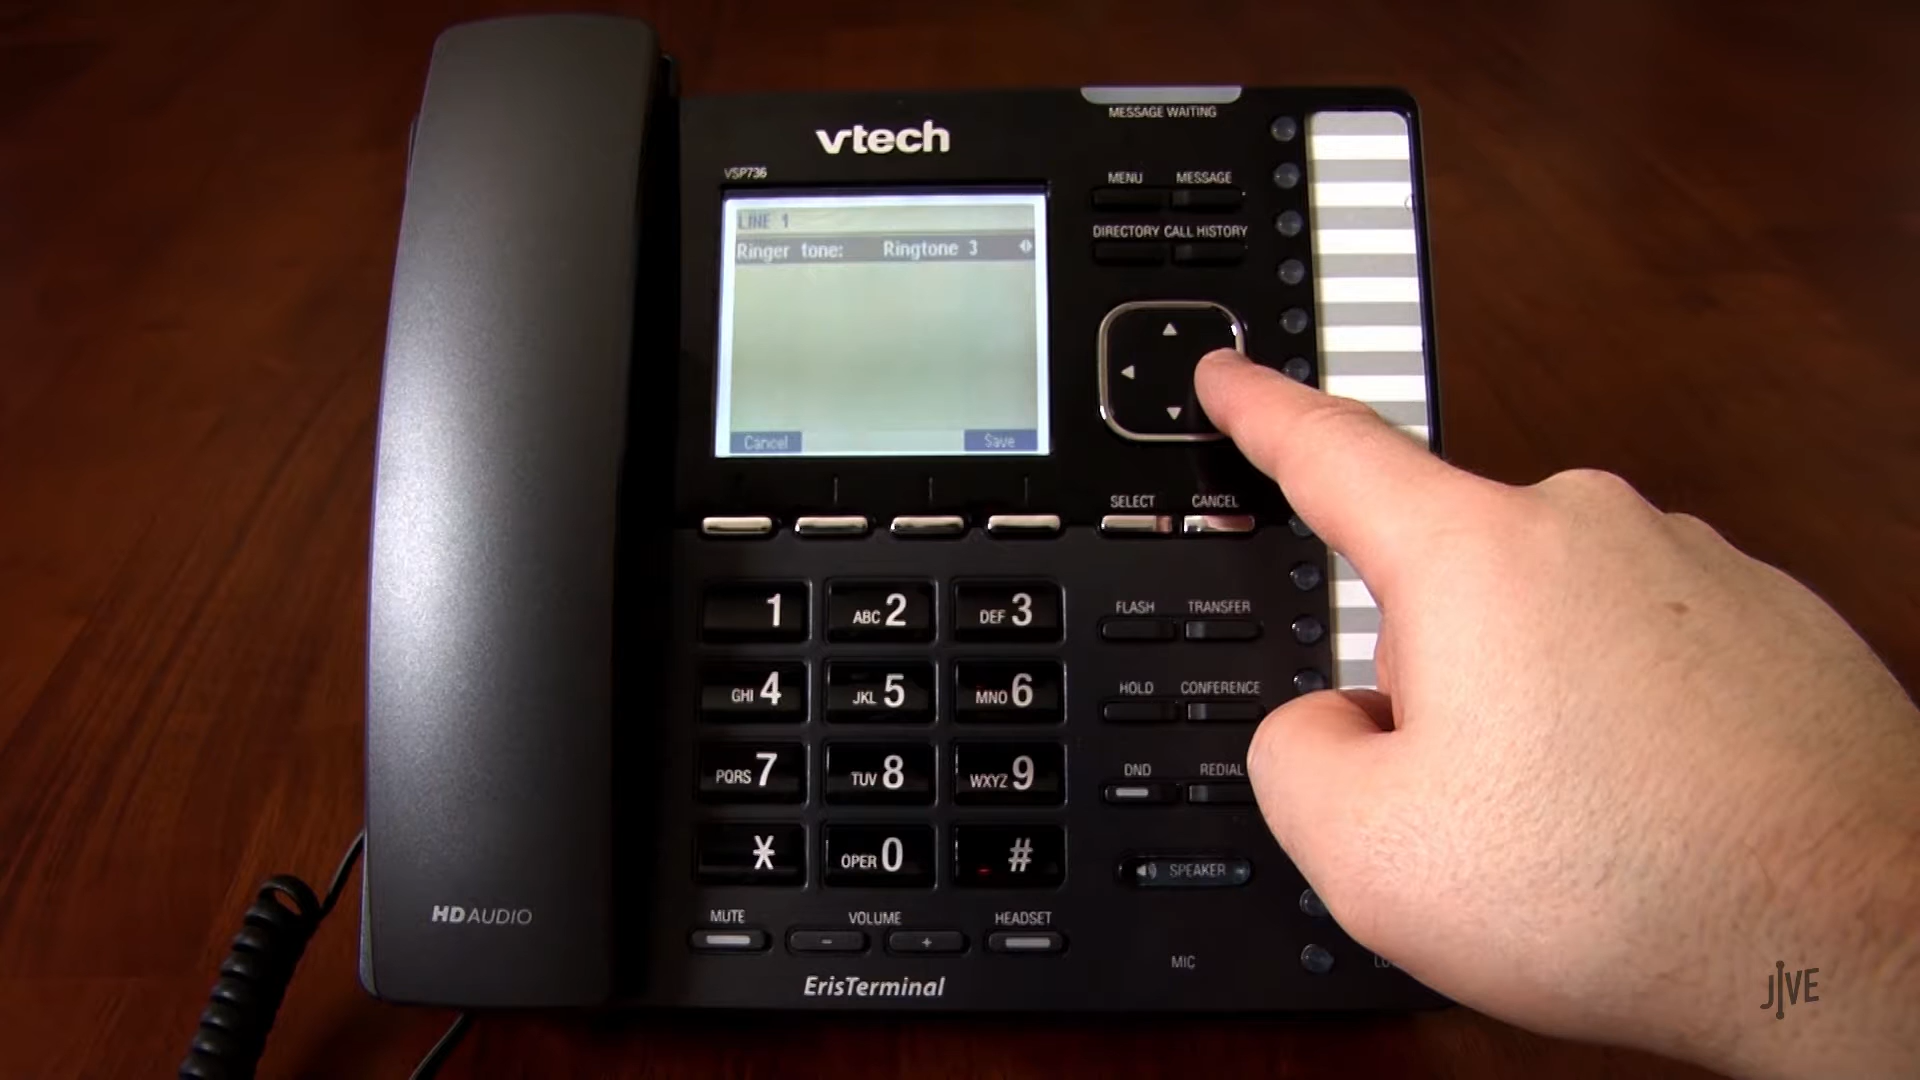 vtech
MESSAGE WAITING
VSP736
MENU MESSAGE
LINE 1
Ringer tone: Ringtone 3
DIRECTORY CALL HISTORY
Cancel Save
SELECT CANCEL
1 ABC 2 DEF 3
FLASH TRANSFER
GHI 4 JKL 5 MNO 6
HOLD CONFERENCE
PQRS 7 TUV 8 WXYZ 9
DND REDIAL
* OPER 0 #
SPEAKER
HD AUDIO
MUTE VOLUME HEADSET
- +
MIC
ErisTerminal
JIVE